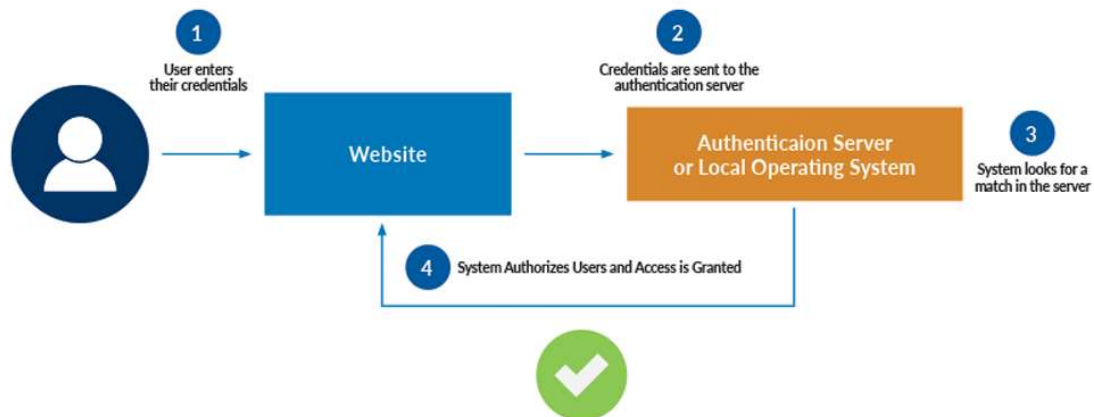 1
User enters
their credentials
2
Credentials are sent to the
authentication server
Website
Authenticaion Server
or Local Operating System
3
System looks for a
match in the server
4
System Authorizes Users and Access is Granted